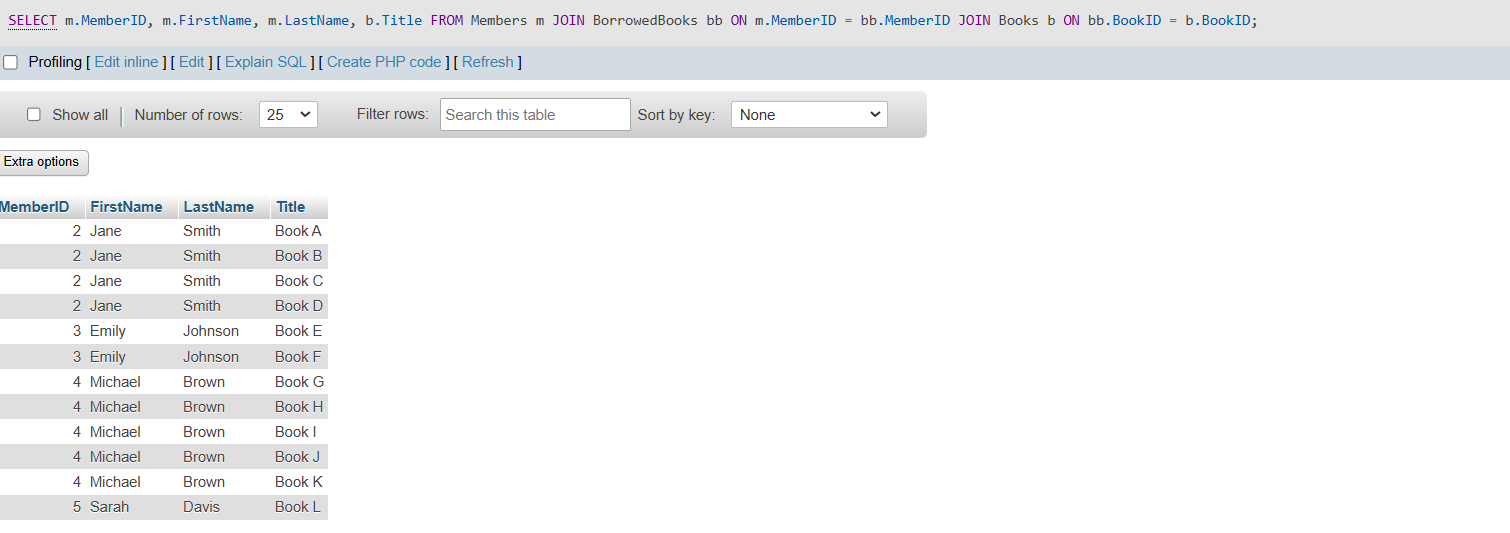 SELECT m.MemberID, m.FirstName, m.LastName, b.Title FROM Members m JOIN BorrowedBooks bb ON m.MemberID = bb.MemberID JOIN Books b ON bb.BookID = b.BookID;
Profiling [ Edit inline ] [ Edit ] [ Explain SQL ] [ Create PHP code ] [ Refresh ]
Show all | Number of rows: 25 Filter rows: Search this table Sort by key: None
Extra options
MemberID FirstName LastName Title
2 Jane Smith Book A
2 Jane Smith Book B
2 Jane Smith Book C
2 Jane Smith Book D
3 Emily Johnson Book E
3 Emily Johnson Book F
4 Michael Brown Book G
4 Michael Brown Book H
4 Michael Brown Book I
4 Michael Brown Book J
4 Michael Brown Book K
5 Sarah Davis Book L